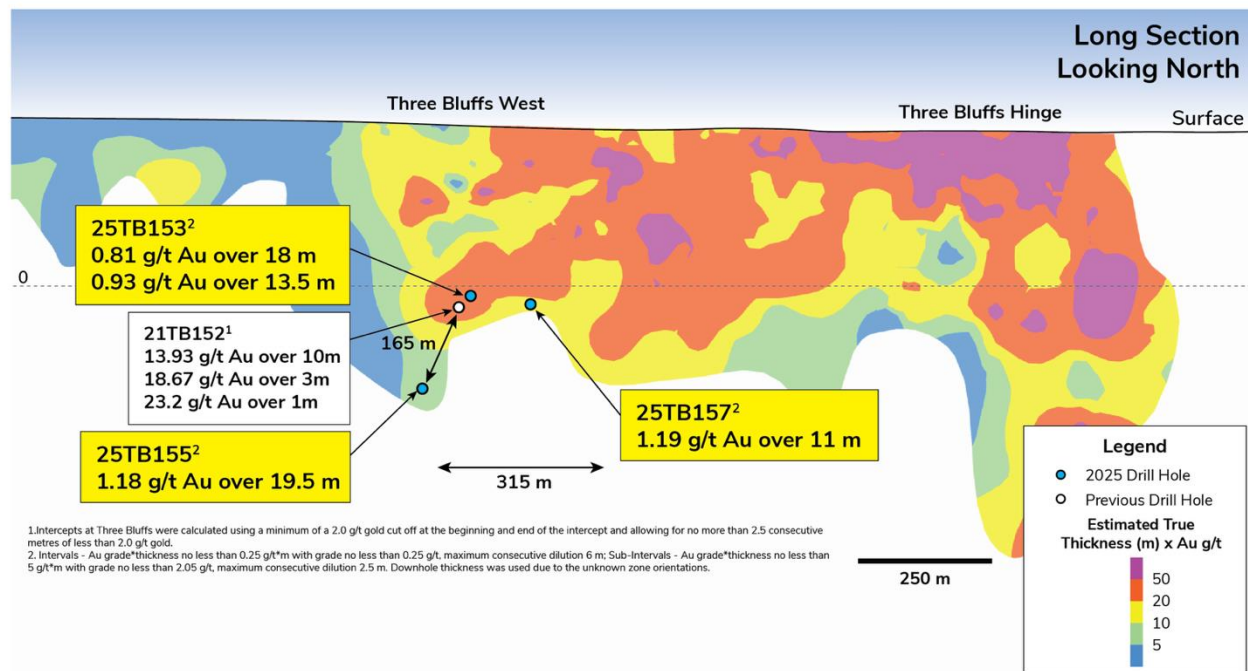 Long Section
Looking North
Three Bluffs West
Three Bluffs Hinge
Surface
0
25TB153²
0.81 g/t Au over 18 m
0.93 g/t Au over 13.5 m
21TB152¹
13.93 g/t Au over 10m
18.67 g/t Au over 3m
23.2 g/t Au over 1m
165 m
25TB155²
1.18 g/t Au over 19.5 m
25TB157²
1.19 g/t Au over 11 m
315 m
250 m
Legend
2025 Drill Hole
Previous Drill Hole
Estimated True
Thickness (m) x Au g/t
50
20
10
5
1.Intercepts at Three Bluffs were calculated using a minimum of a 2.0 g/t gold cut off at the beginning and end of the intercept and allowing for no more than 2.5 consecutive
metres of less than 2.0 g/t gold.
2. Intervals - Au grade*thickness no less than 0.25 g/t*m with grade no less than 0.25 g/t, maximum consecutive dilution 6 m; Sub-Intervals - Au grade*thickness no less than
5 g/t*m with grade no less than 2.05 g/t, maximum consecutive dilution 2.5 m. Downhole thickness was used due to the unknown zone orientations.